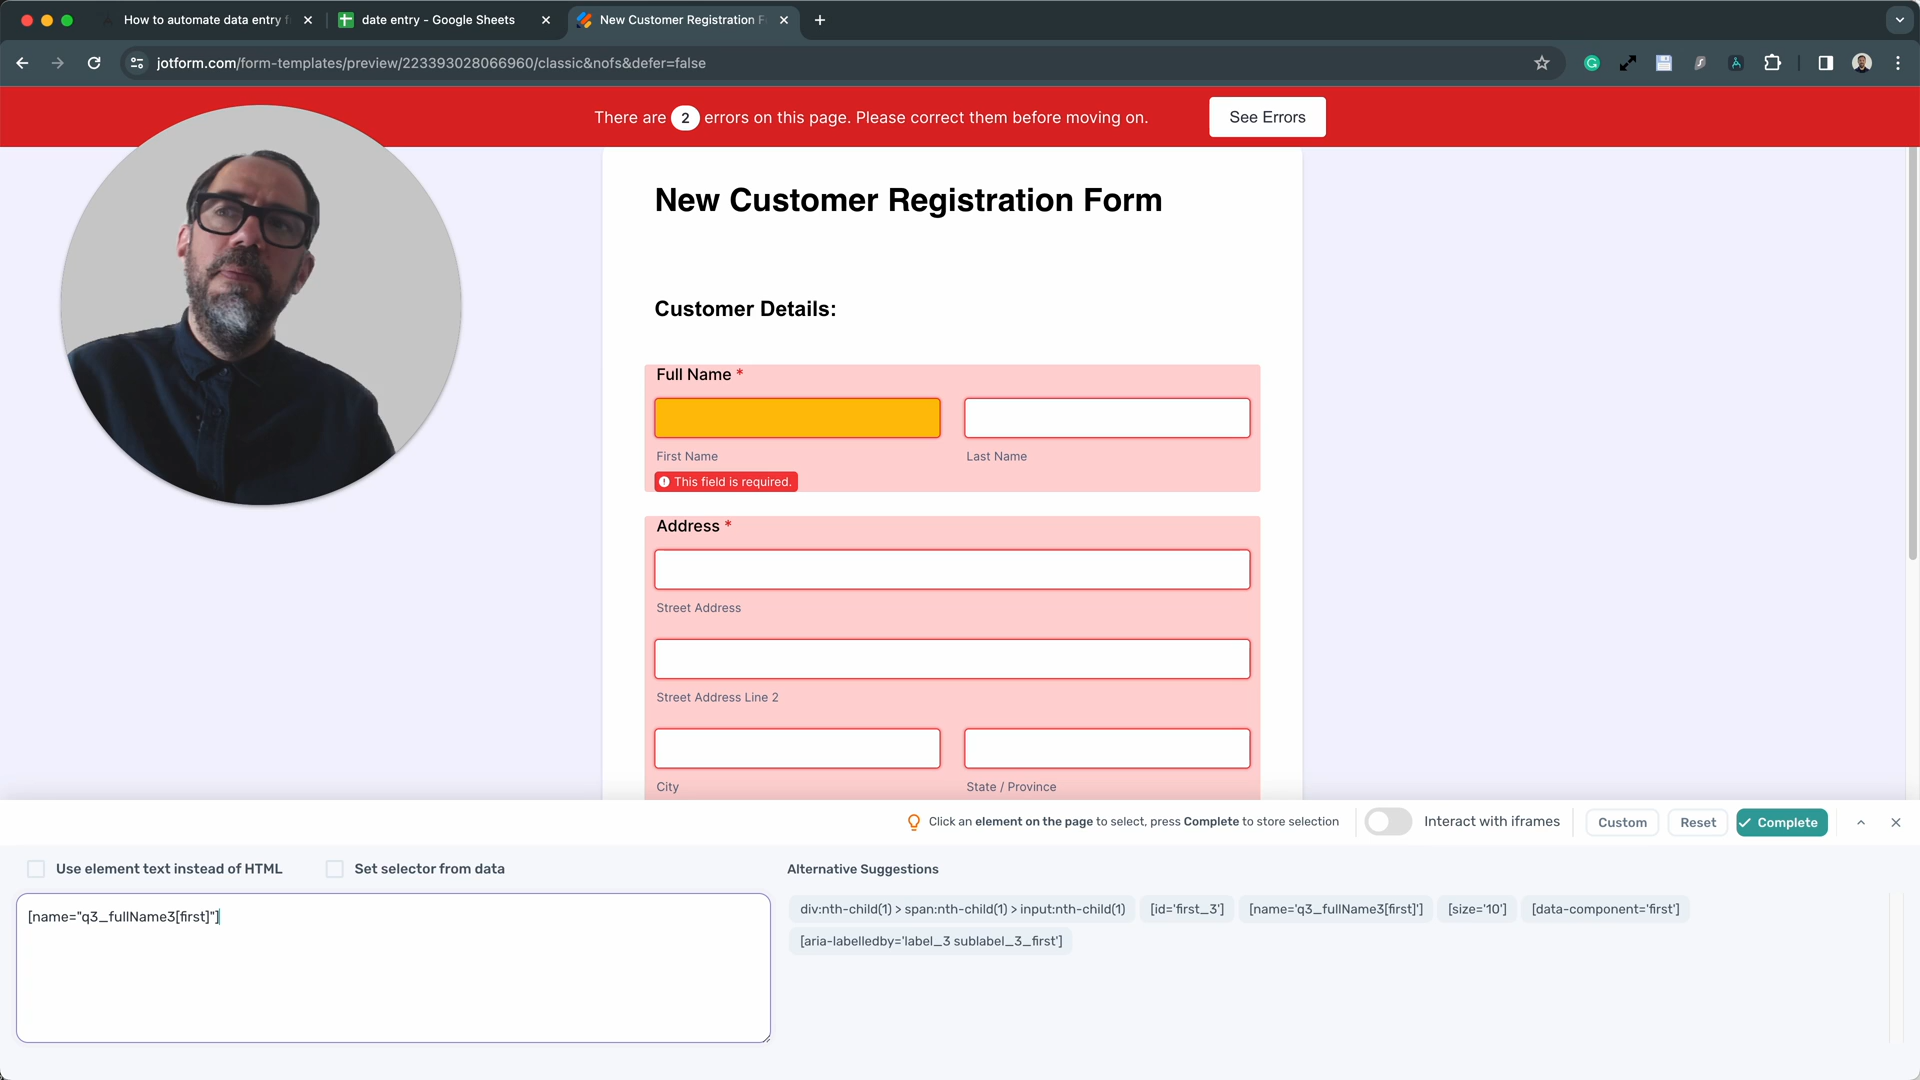 How to automate data entry f
date entry - Google Sheets
New Customer Registration F
jotform.com/form-templates/preview/223393028066960/classic&nofs&defer=false
There are 2 errors on this page. Please correct them before moving on.
See Errors
New Customer Registration Form
Customer Details:
Full Name *
First Name
Last Name
This field is required.
Address *
Street Address
Street Address Line 2
City
State / Province
Click an element on the page to select, press Complete to store selection
Interact with iframes
Custom
Reset
Complete
Use element text instead of HTML
Set selector from data
Alternative Suggestions
[name="q3_fullName3[first]"]
div:nth-child(1) > span:nth-child(1) > input:nth-child(1)
[id='first_3']
[name='q3_fullName3[first]']
[size='10']
[data-component='first']
[aria-labelledby='label_3 sublabel_3_first']